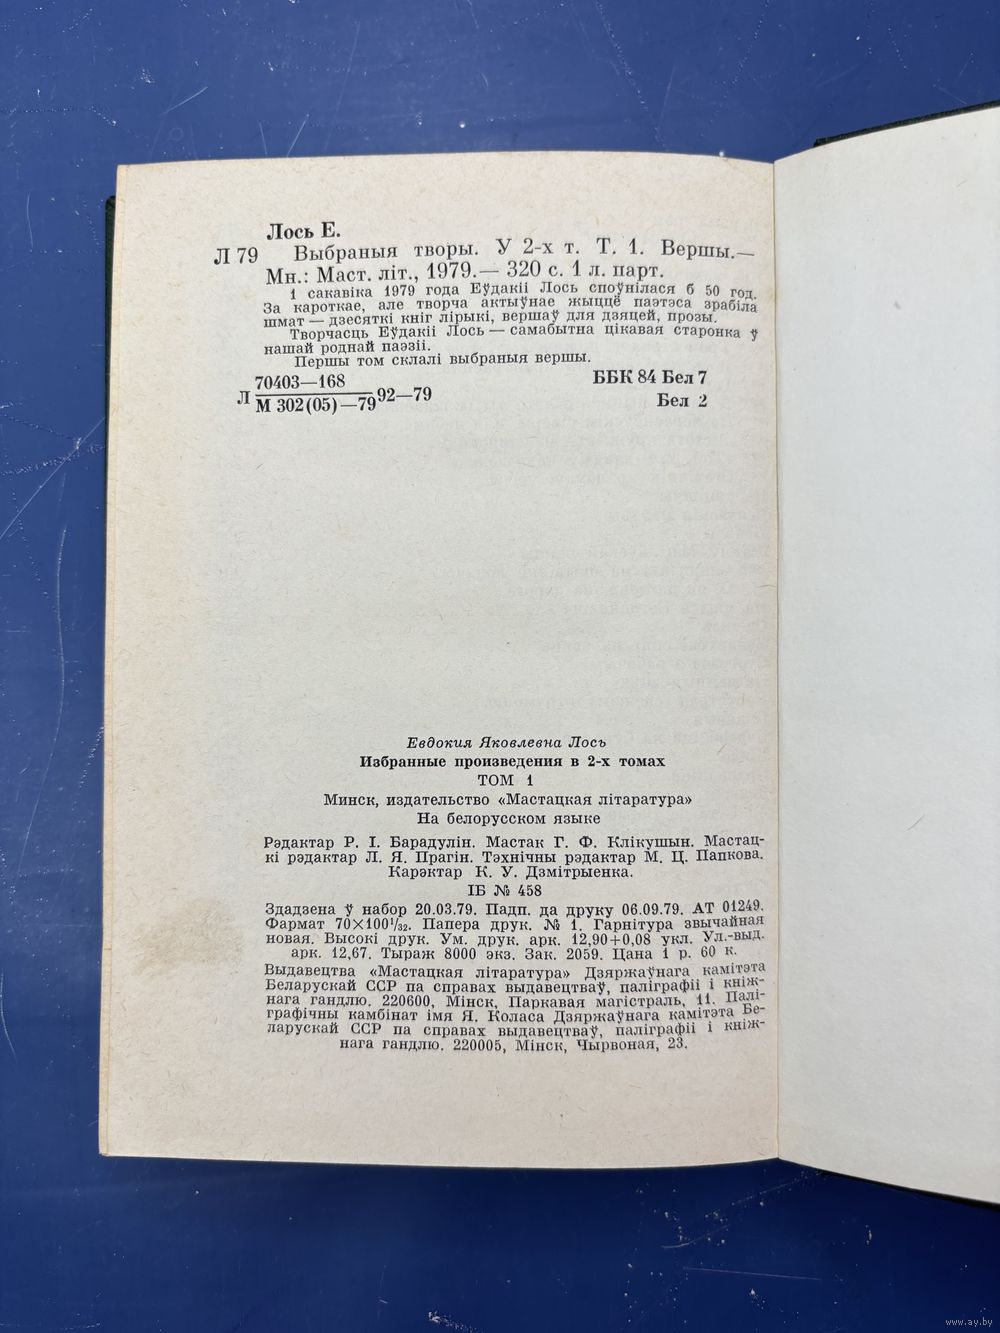 Лось Е.
Л 79 Выбраныя творы. У 2-х т. Т. 1. Вершы.—
Мн.: Маст. літ., 1979.— 320 с. 1 л. парт.
1 сакавіка 1979 года Еўдакіі Лось споўнілася б 50 год.
За кароткае, але творча актыўнае жыццё паэтэса зрабіла
шмат — дзесяткі кніг лірыкі, вершаў для дзяцей, прозы.
Творчасць Еўдакіі Лось — самабытна цікавая старонка ў
нашай роднай паэзіі.
Першы том склалі выбраныя вершы.
70403—168
Л М 302(05)—79 92—79
ББК 84 Бел 7
Бел 2
Евдокия Яковлевна Лось
Избранные произведения в 2-х томах
ТОМ 1
Минск, издательство «Мастацкая літаратура»
На белорусском языке
Рэдактар Р. І. Барадулін. Мастак Г. Ф. Клікушын. Мастац-
кі рэдактар Л. Я. Прагін. Тэхнічны рэдактар М. Ц. Папкова.
Карэктар К. У. Дзмітрыенка.
ІБ № 458
Здадзена ў набор 20.03.79. Падп. да друку 06.09.79. АТ 01249.
Фармат 70×100¹/₃₂. Папера друк. № 1. Гарнітура звычайная
новая. Высокі друк. Ум. друк. арк. 12,90+0,08 укл. Ул.-выд.
арк. 12,67. Тыраж 8000 экз. Зак. 2059. Цана 1 р. 60 к.
Выдавецтва «Мастацкая літаратура» Дзяржаўнага камітэта
Беларускай ССР па справах выдавецтваў, паліграфіі і кніж-
нага гандлю. 220600, Мінск, Паркавая магістраль, 11. Палі-
графічны камбінат імя Я. Коласа Дзяржаўнага камітэта Бе-
ларускай ССР па справах выдавецтваў, паліграфіі і кніж-
нага гандлю. 220005, Мінск, Чырвоная, 23.
www.ay.by